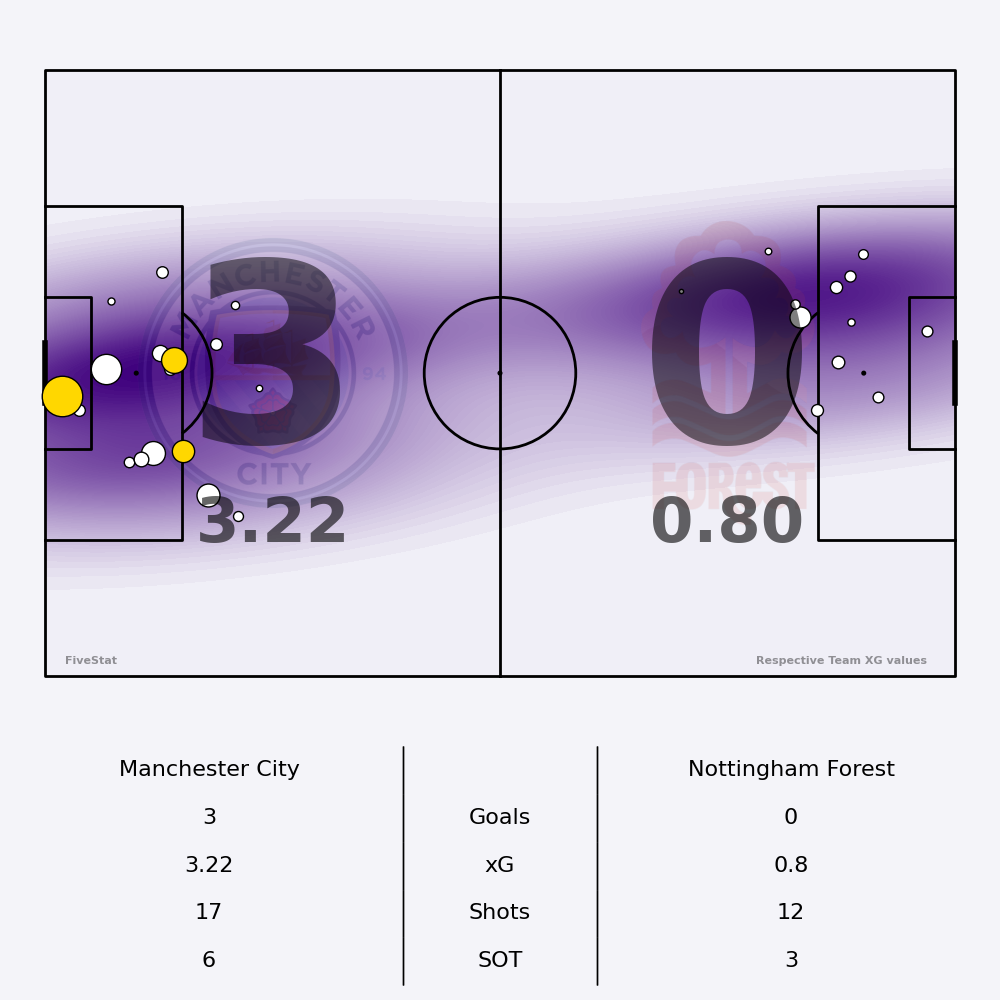 3 0
MANCHESTER
94
CITY
FOREST
3.22 0.80
FiveStat Respective Team XG values
Manchester City Nottingham Forest
3 Goals 0
3.22 xG 0.8
17 Shots 12
6 SOT 3